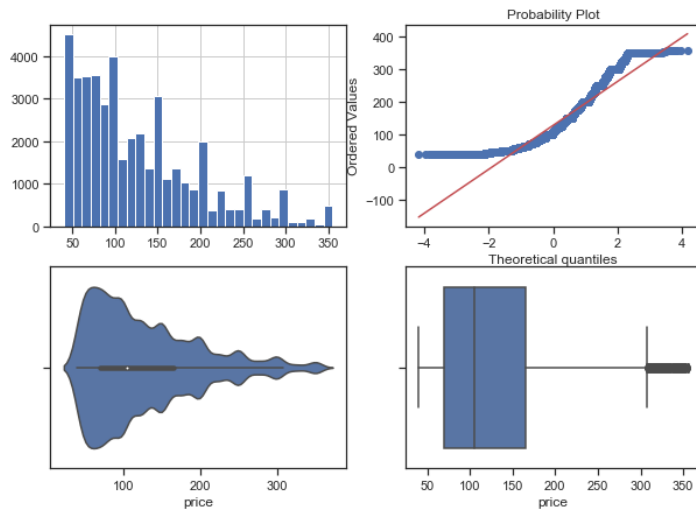 4000
3000
2000
1000
0
50 100 150 200 250 300 350
Probability Plot
Ordered Values
400
300
200
100
0
−100
−4 −2 0 2 4
Theoretical quantiles
100 200 300
price
50 100 150 200 250 300 350
price